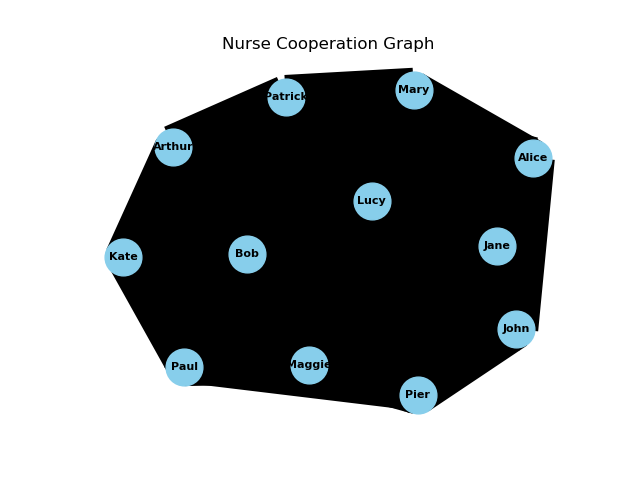 Nurse Cooperation Graph
Mary
Patrick
Arthur
Alice
Lucy
Jane
Bob
Kate
John
Maggie
Paul
Pier